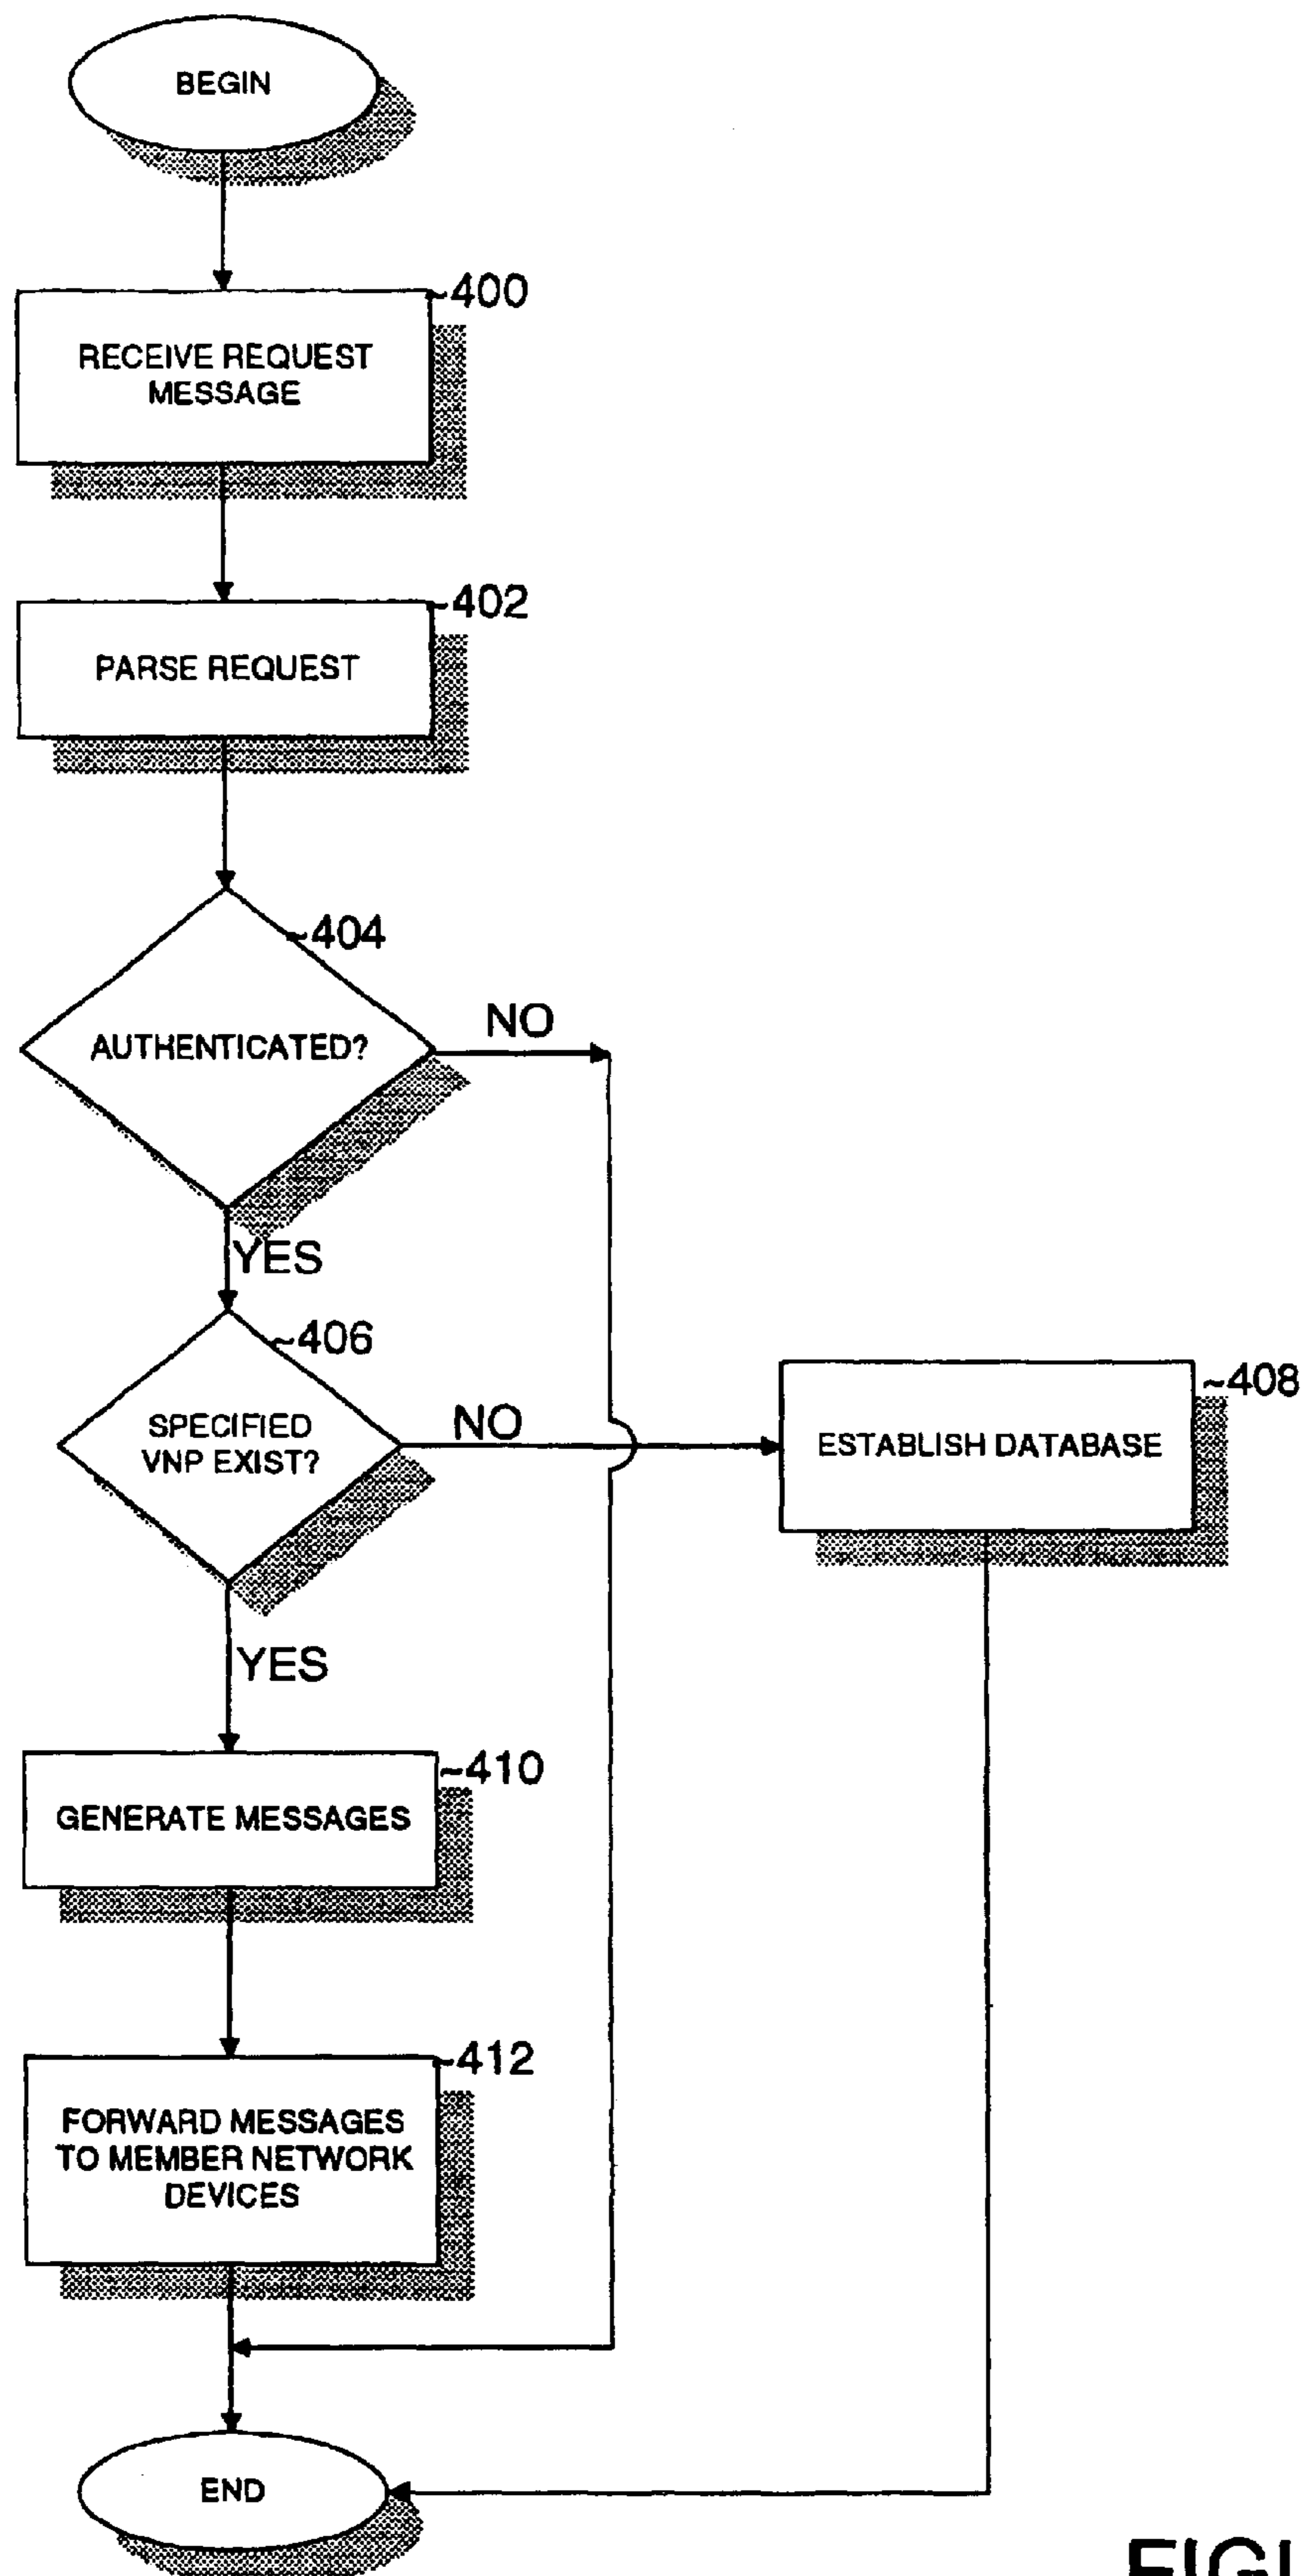 BEGIN
~400
RECEIVE REQUEST
MESSAGE
~402
PARSE REQUEST
~404
AUTHENTICATED?
NO
YES
~406
SPECIFIED
VNP EXIST?
NO
~408
ESTABLISH DATABASE
YES
~410
GENERATE MESSAGES
~412
FORWARD MESSAGES
TO MEMBER NETWORK
DEVICES
END